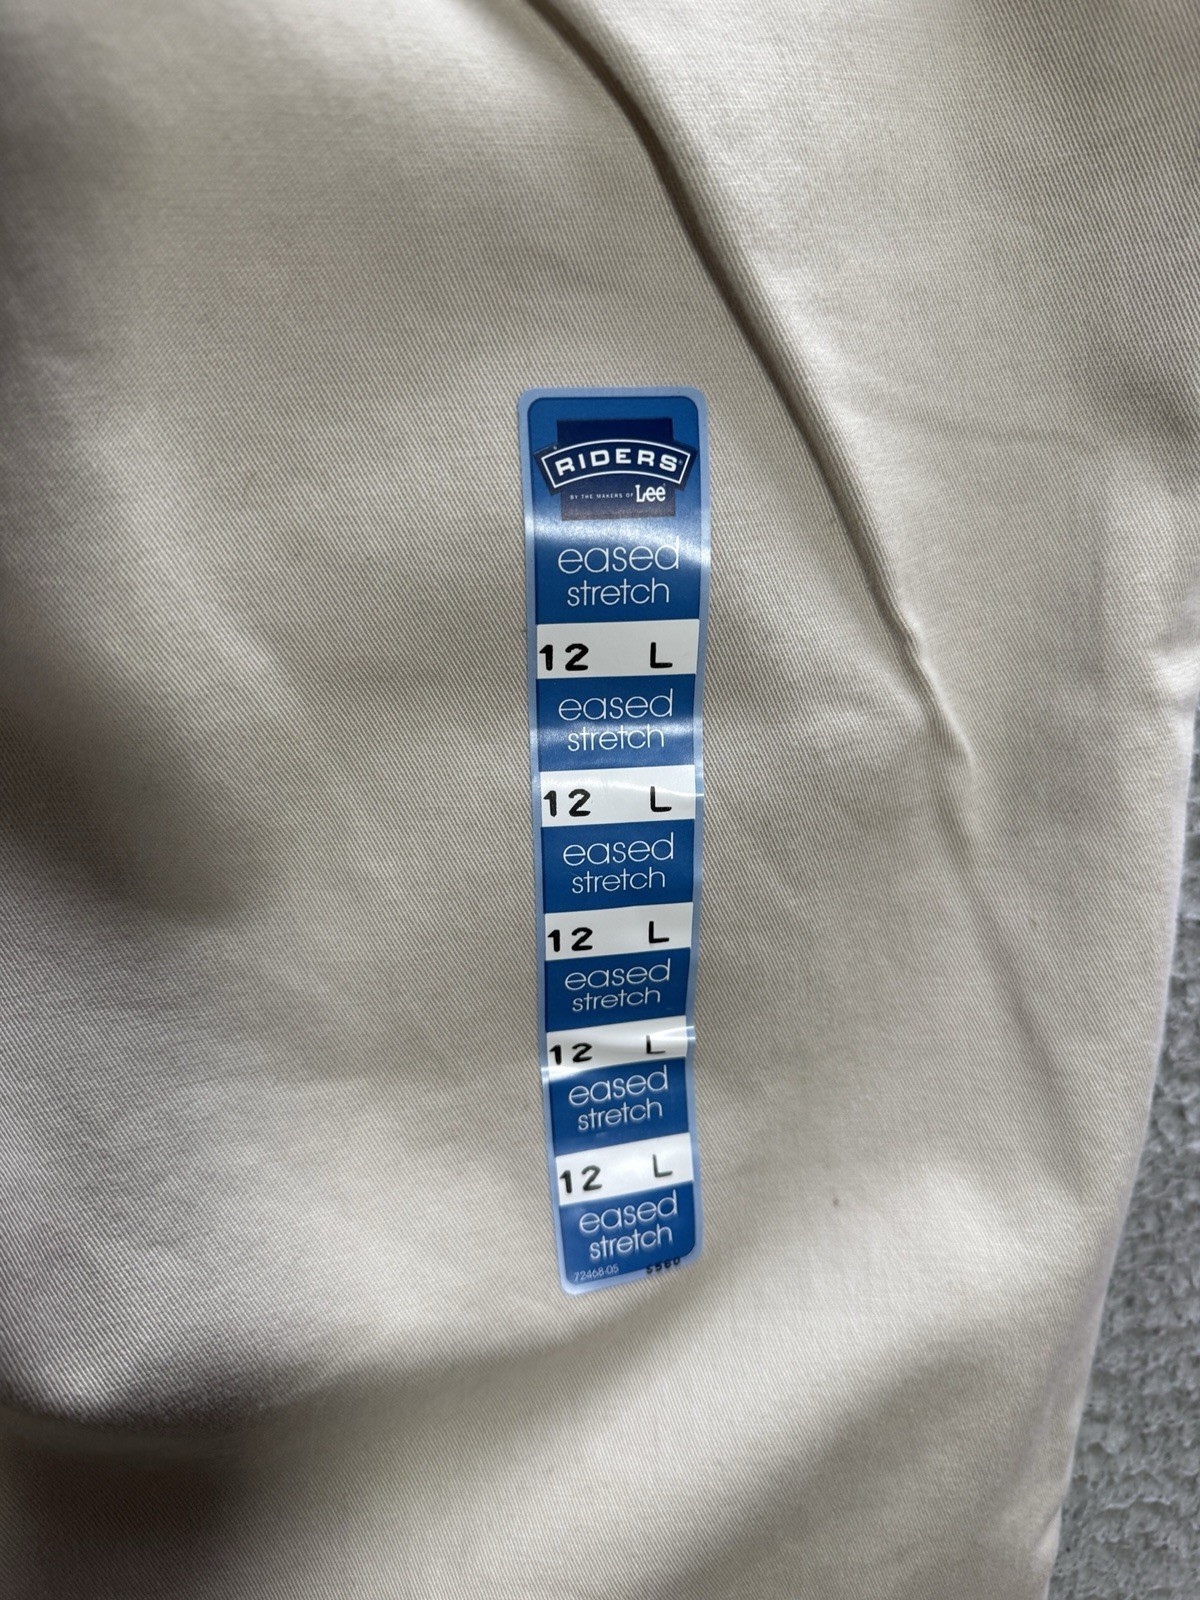 RIDERS®
BY THE MAKERS OF Lee
eased
stretch
12 L
eased
stretch
12 L
eased
stretch
12 L
eased
stretch
12 L
eased
stretch
12 L
eased
stretch
72468-05